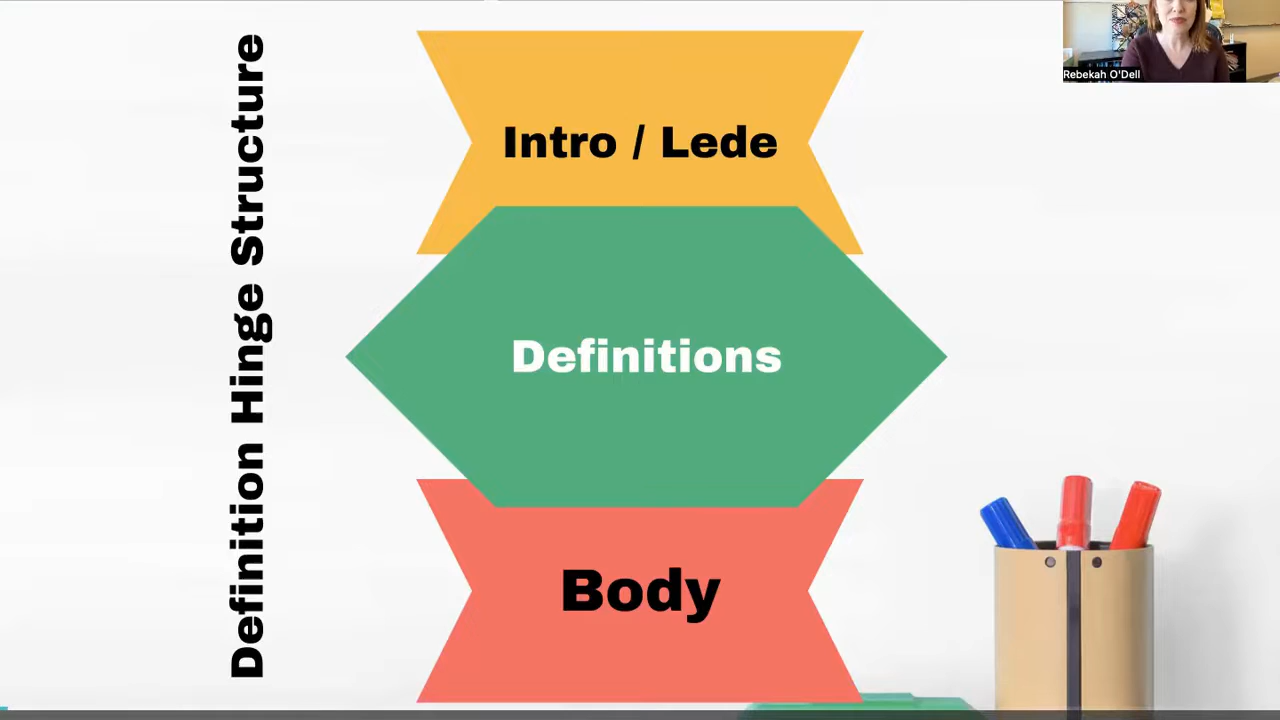 Definition Hinge Structure
Intro / Lede
Definitions
Body
Rebekah O'Dell